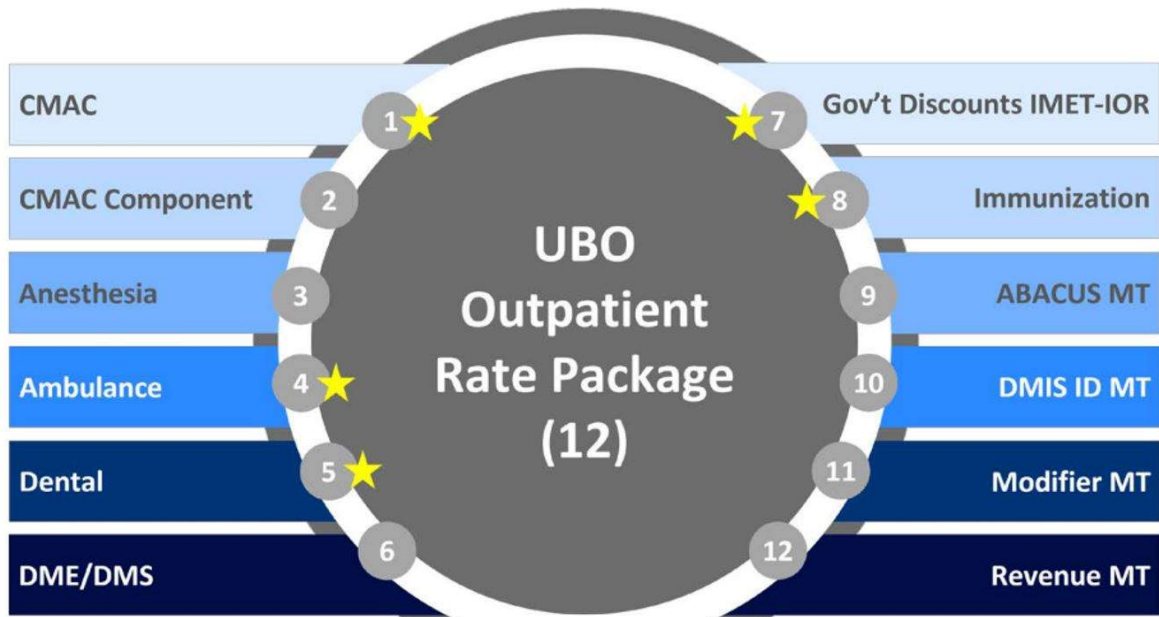 CMAC
CMAC Component
Anesthesia
Ambulance
Dental
DME/DMS
1
2
3
4
5
6
UBO
Outpatient
Rate Package
(12)
7
8
9
10
11
12
Gov't Discounts IMET-IOR
Immunization
ABACUS MT
DMIS ID MT
Modifier MT
Revenue MT